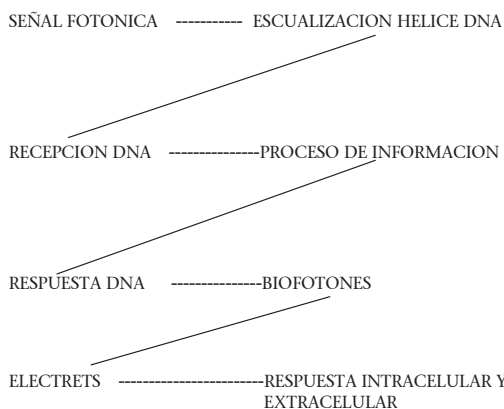 SEÑAL FOTONICA ----------- ESCUALIZACION HELICE DNA
RECEPCION DNA ---------------PROCESO DE INFORMACION
RESPUESTA DNA ---------------BIOFOTONES
ELECTRETS ------------------------RESPUESTA INTRACELULAR Y
EXTRACELULAR